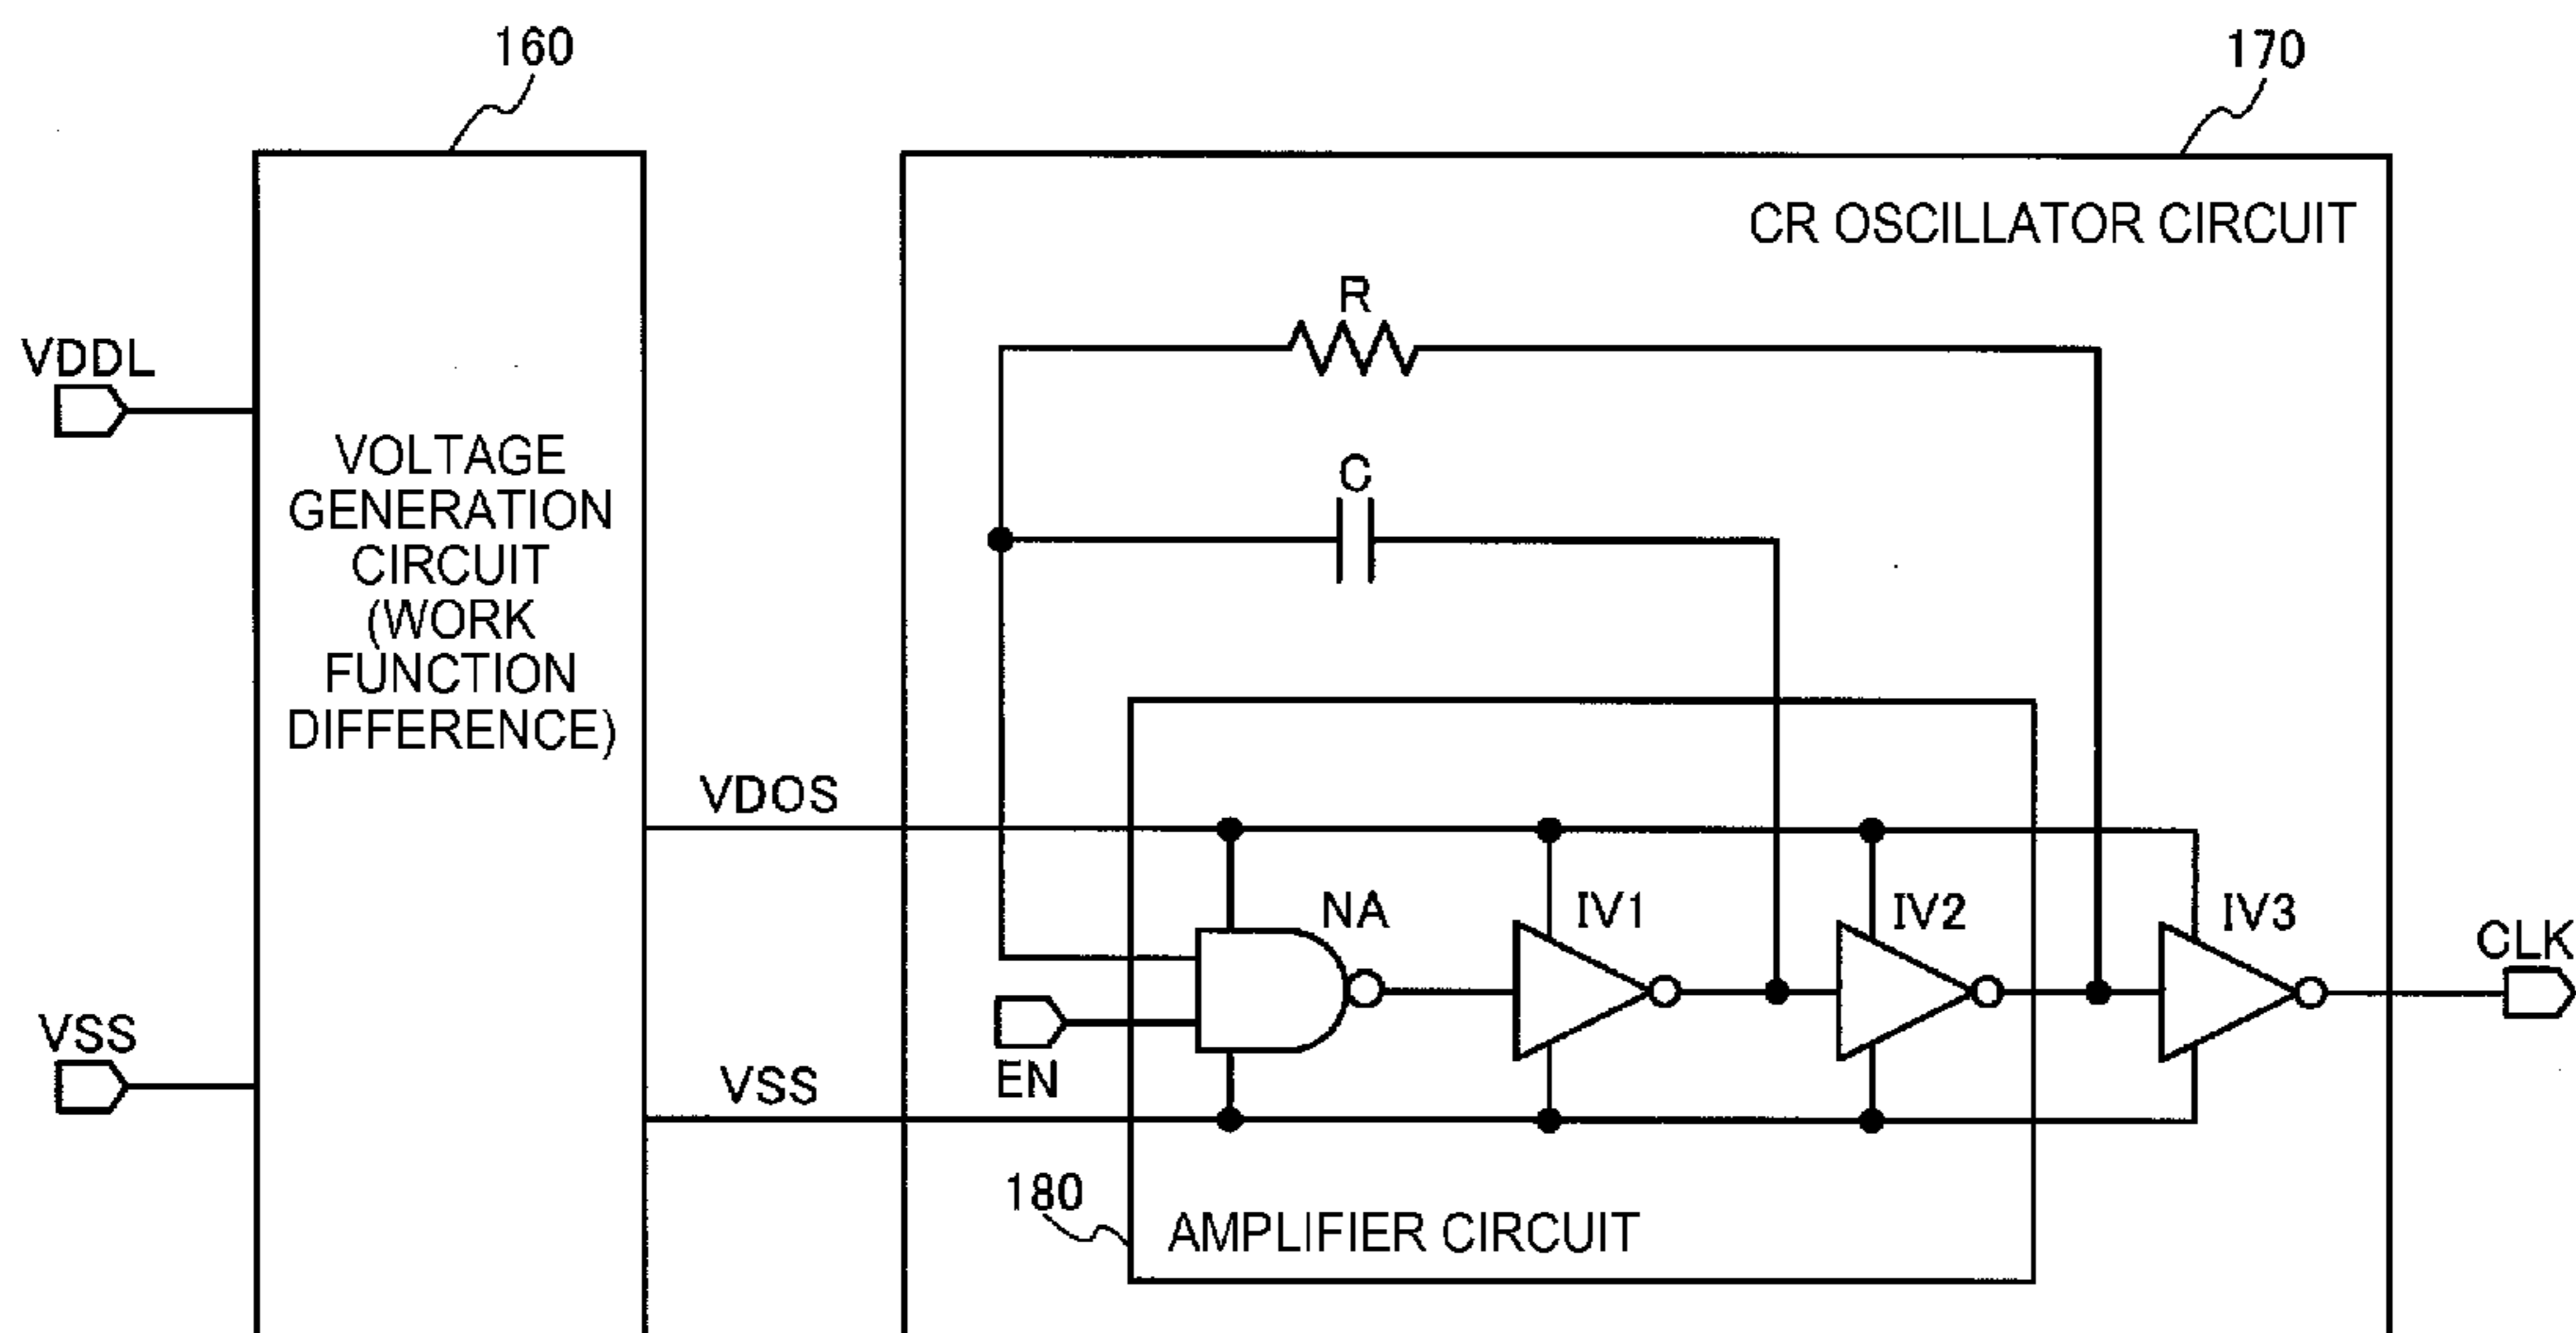 160
170
CR OSCILLATOR CIRCUIT
R
VDDL
VOLTAGE
GENERATION
CIRCUIT
(WORK
FUNCTION
DIFFERENCE)
C
VDOS
NA
IV1
IV2
IV3
CLK
VSS
EN
VSS
180
AMPLIFIER CIRCUIT